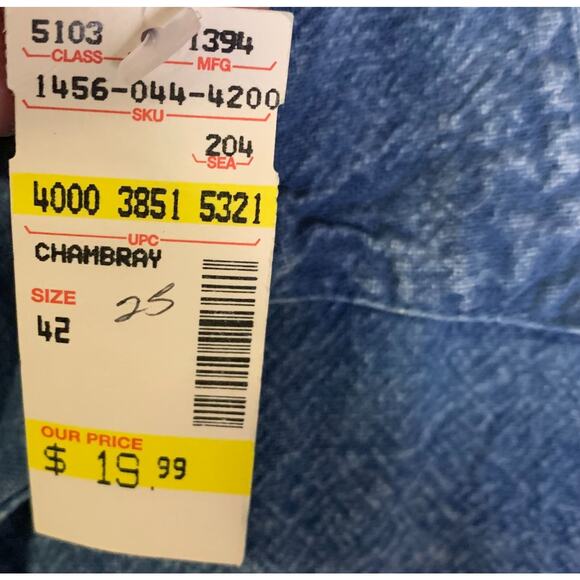 5103 0 1394
CLASS MFG
1456-044-4200
SKU
204
SEA
4000 3851 5321
UPC
CHAMBRAY
SIZE 25
42
OUR PRICE
$ 19.99